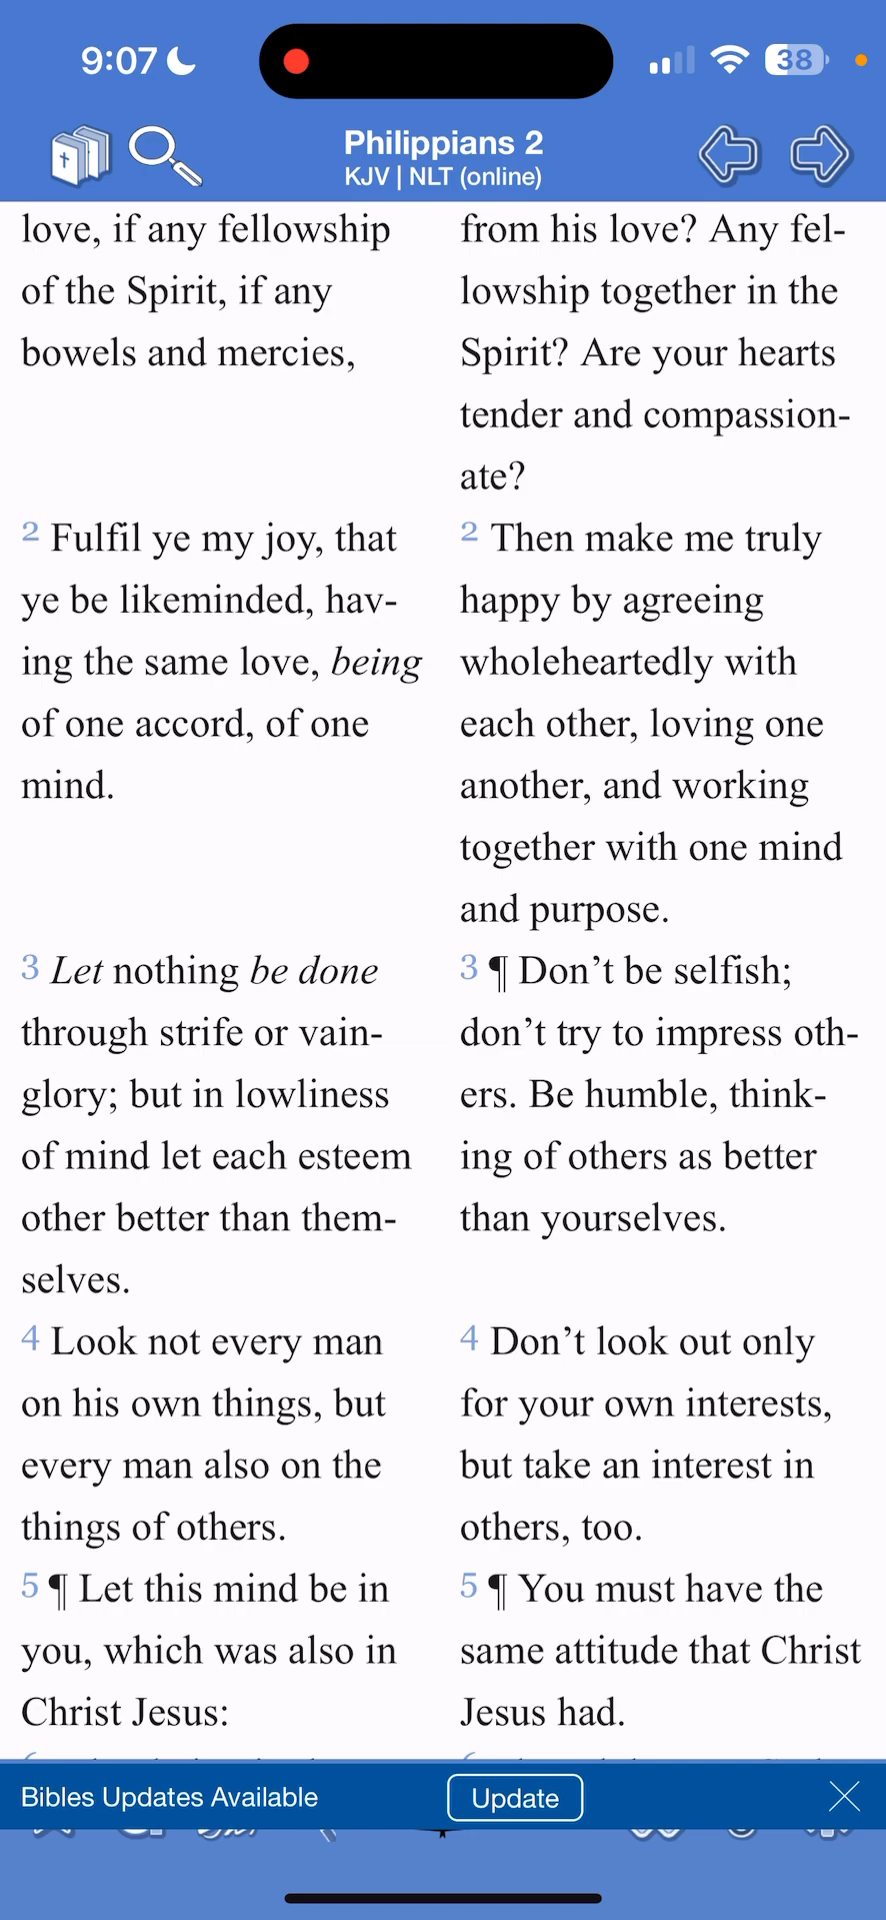 9:07
38
Philippians 2
KJV | NLT (online)
love, if any fellowship
of the Spirit, if any
bowels and mercies,
from his love? Any fel-
lowship together in the
Spirit? Are your hearts
tender and compassion-
ate?
2 Fulfil ye my joy, that
ye be likeminded, hav-
ing the same love, being
of one accord, of one
mind.
2 Then make me truly
happy by agreeing
wholeheartedly with
each other, loving one
another, and working
together with one mind
and purpose.
3 Let nothing be done
through strife or vain-
glory; but in lowliness
of mind let each esteem
other better than them-
selves.
3 ¶ Don’t be selfish;
don’t try to impress oth-
ers. Be humble, think-
ing of others as better
than yourselves.
4 Look not every man
on his own things, but
every man also on the
things of others.
4 Don’t look out only
for your own interests,
but take an interest in
others, too.
5 ¶ Let this mind be in
you, which was also in
Christ Jesus:
5 ¶ You must have the
same attitude that Christ
Jesus had.
Bibles Updates Available
Update